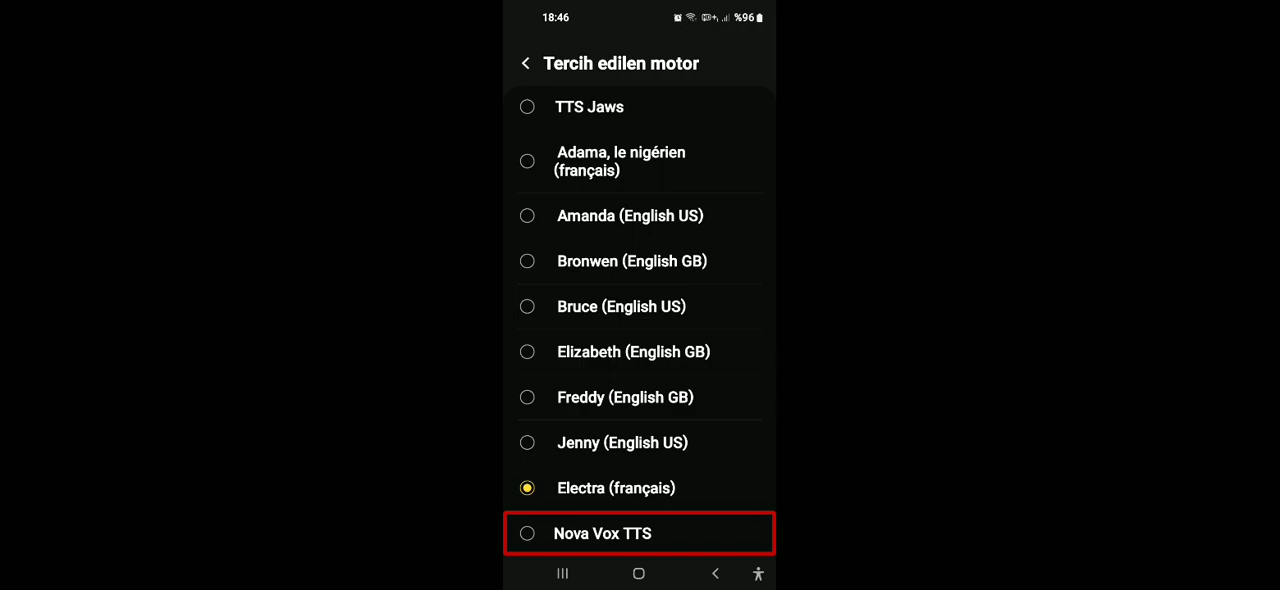 18:46
%96
Tercih edilen motor
TTS Jaws
Adama, le nigérien
(français)
Amanda (English US)
Bronwen (English GB)
Bruce (English US)
Elizabeth (English GB)
Freddy (English GB)
Jenny (English US)
Electra (français)
Nova Vox TTS